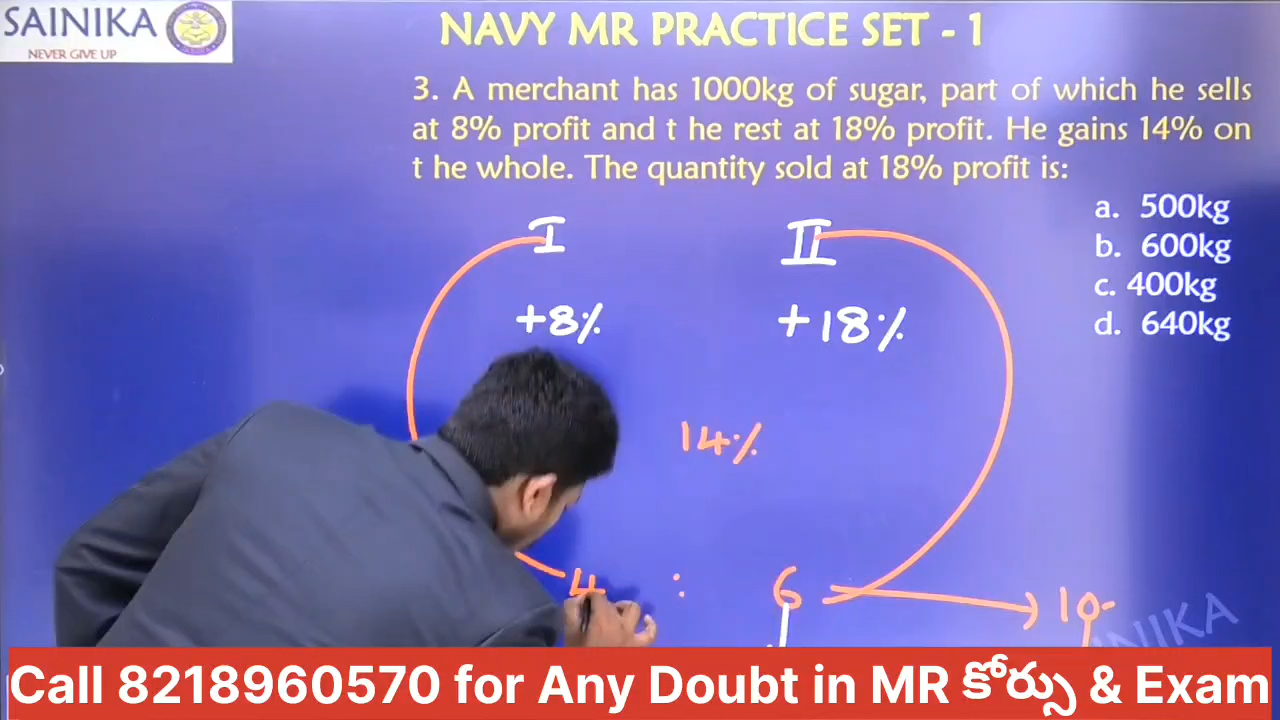 SAINIKA
NEVER GIVE UP
NAVY MR PRACTICE SET - 1
3. A merchant has 1000kg of sugar, part of which he sells
at 8% profit and t he rest at 18% profit. He gains 14% on
t he whole. The quantity sold at 18% profit is:
a. 500kg
b. 600kg
c. 400kg
d. 640kg
I II
+8% +18%
14%
4 : 6 → 10
SAINIKA
Call 8218960570 for Any Doubt in MR కోర్సు & Exam